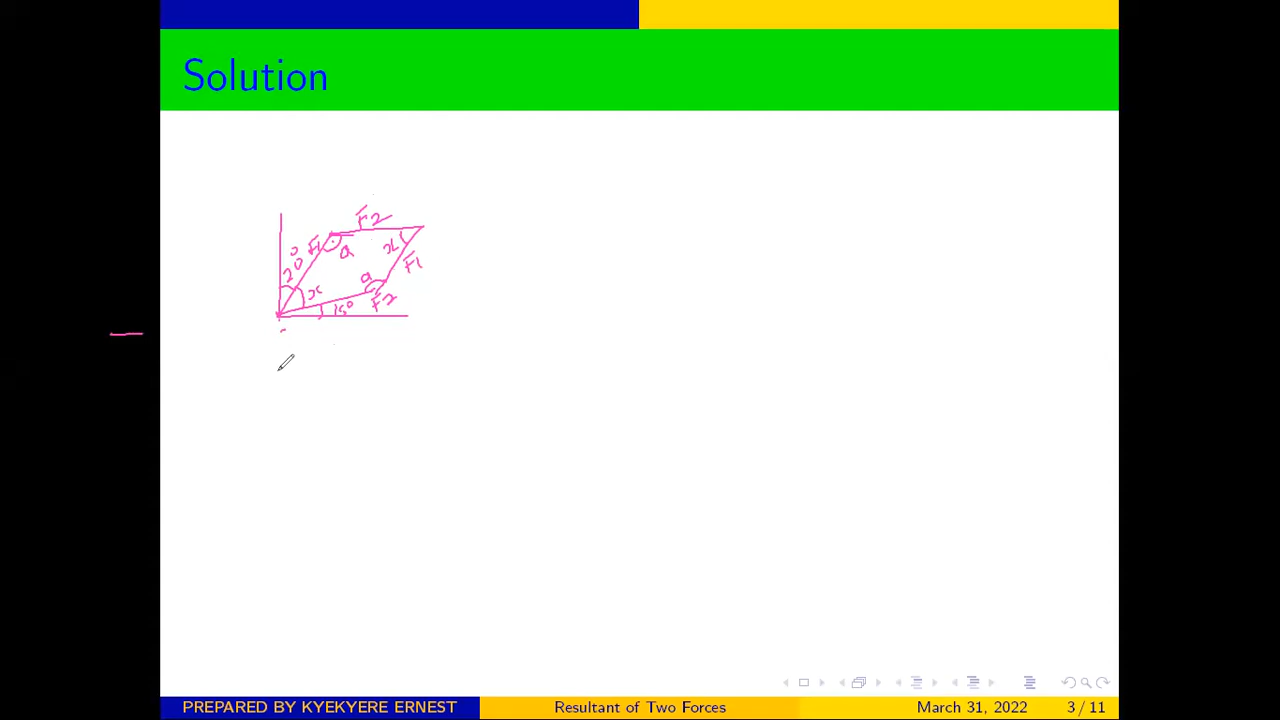 Solution
F2
F1
a
x
20°
F1
a
x
15°
F2
PREPARED BY KYEKYERE ERNEST
Resultant of Two Forces
March 31, 2022
3 / 11